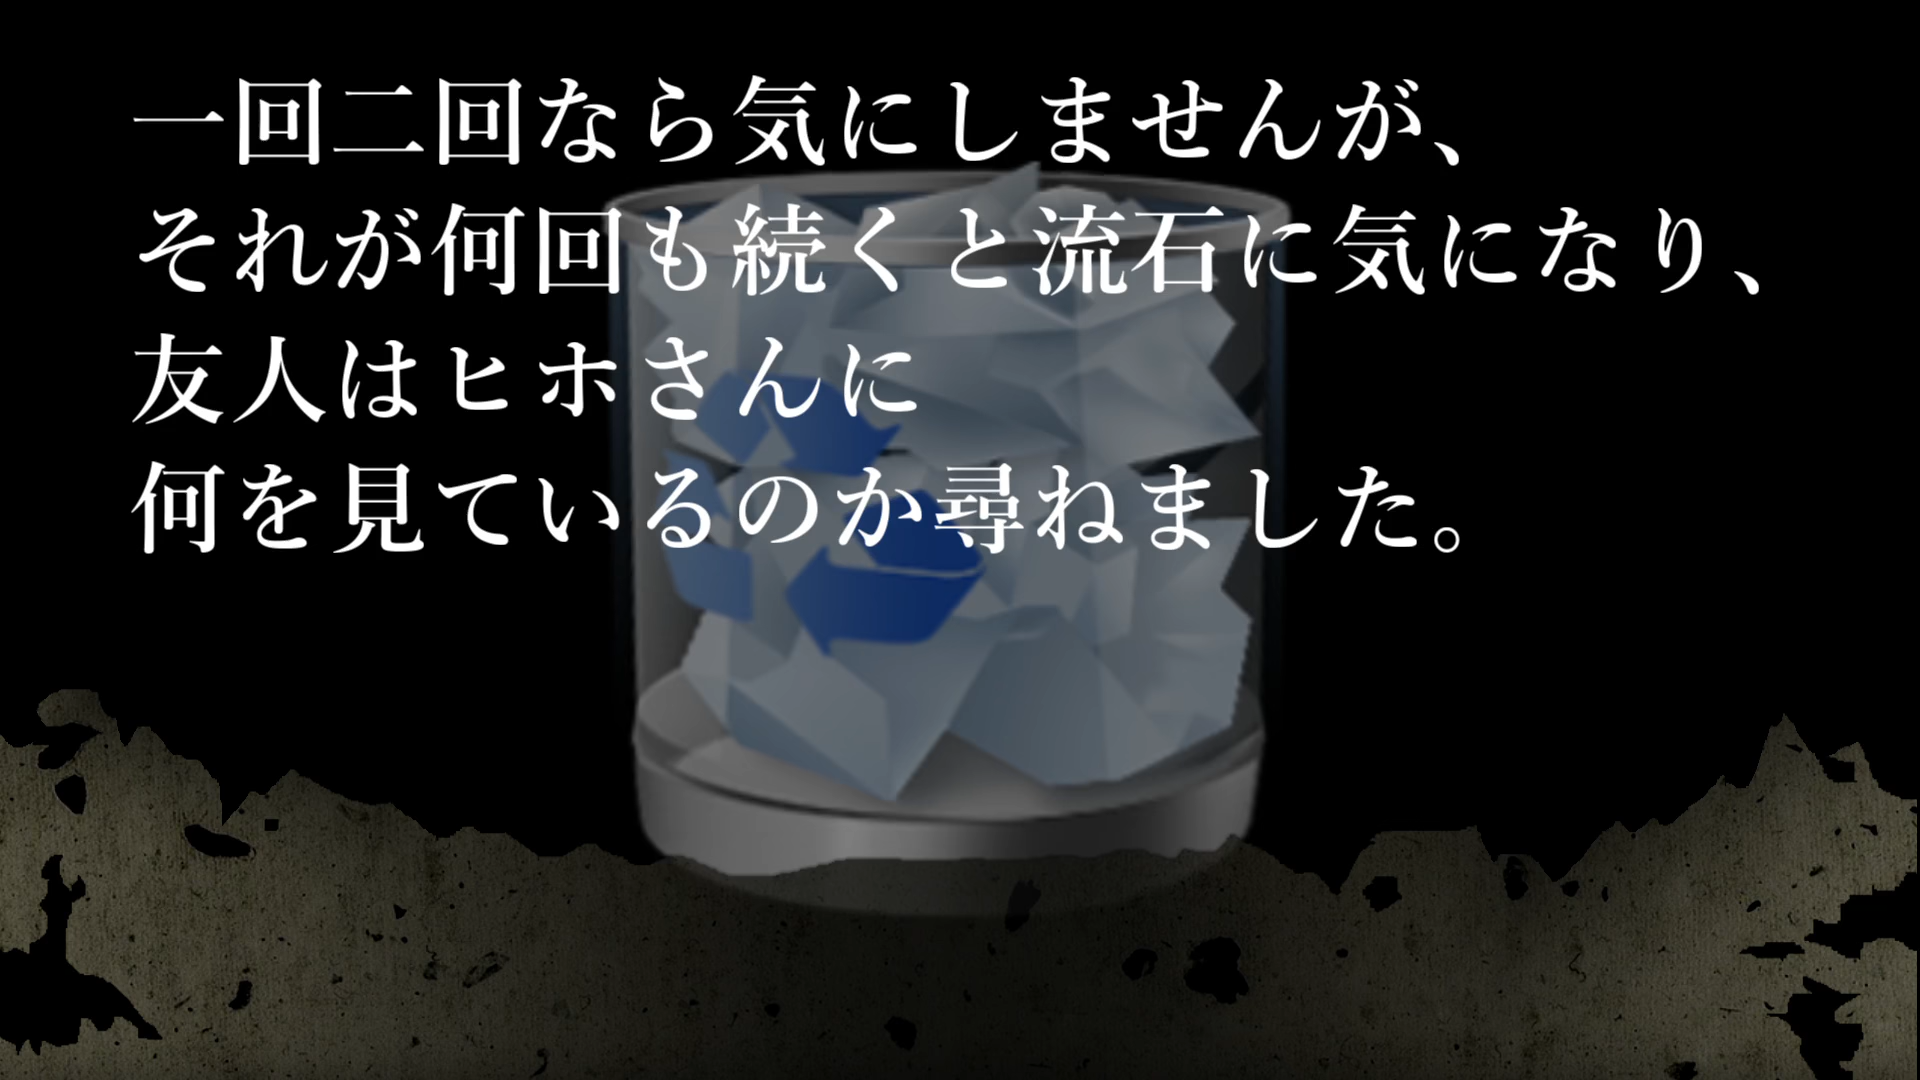 一回二回なら気にしませんが、
それが何回も続くと流石に気になり、
友人はヒホさんに
何を見ているのか尋ねました。